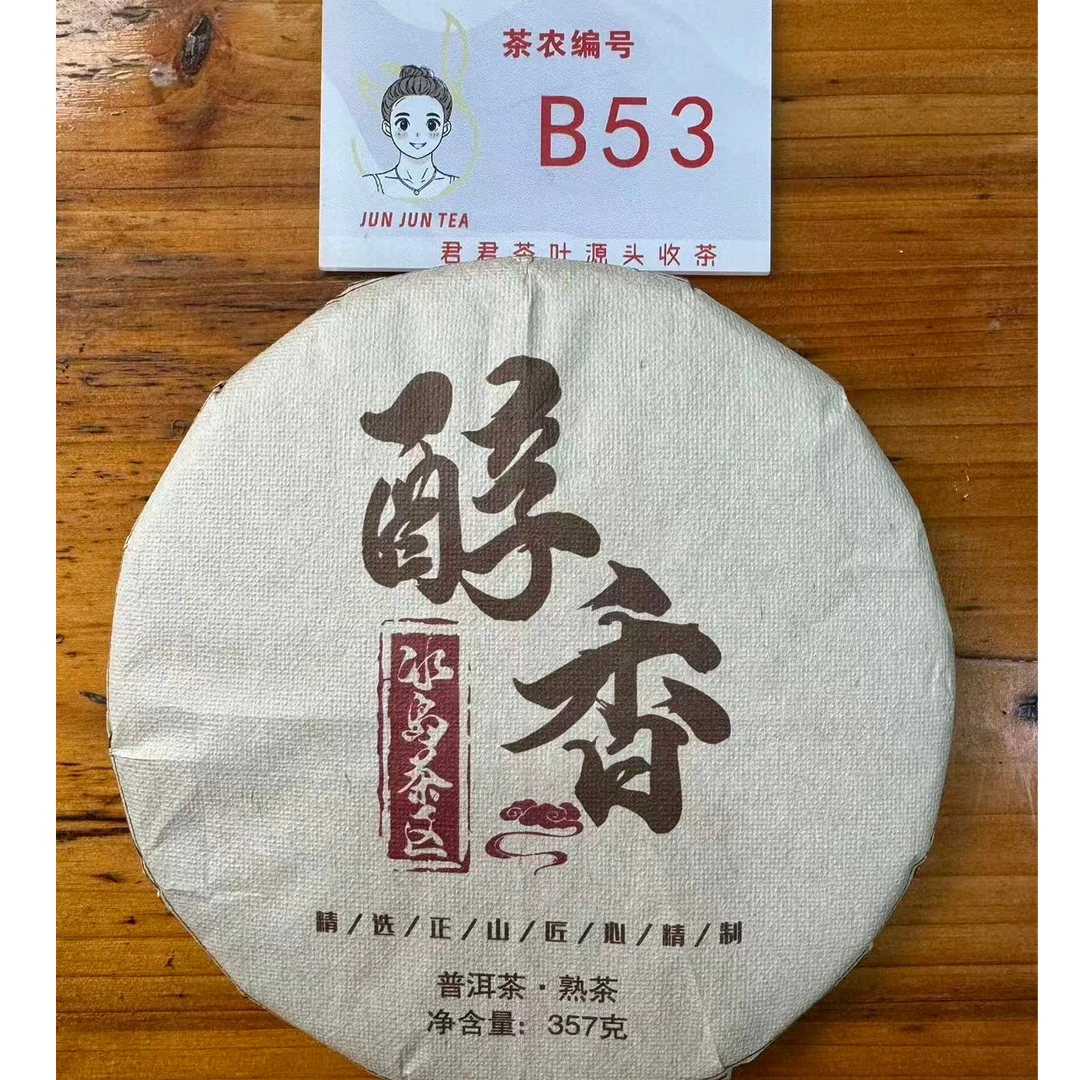 茶农编号
B53
JUN JUN TEA
君君茶叶源头收茶
醇香
冰岛茶区
精/选/正/山/匠/心/精/制
普洱茶·熟茶
净含量：357克